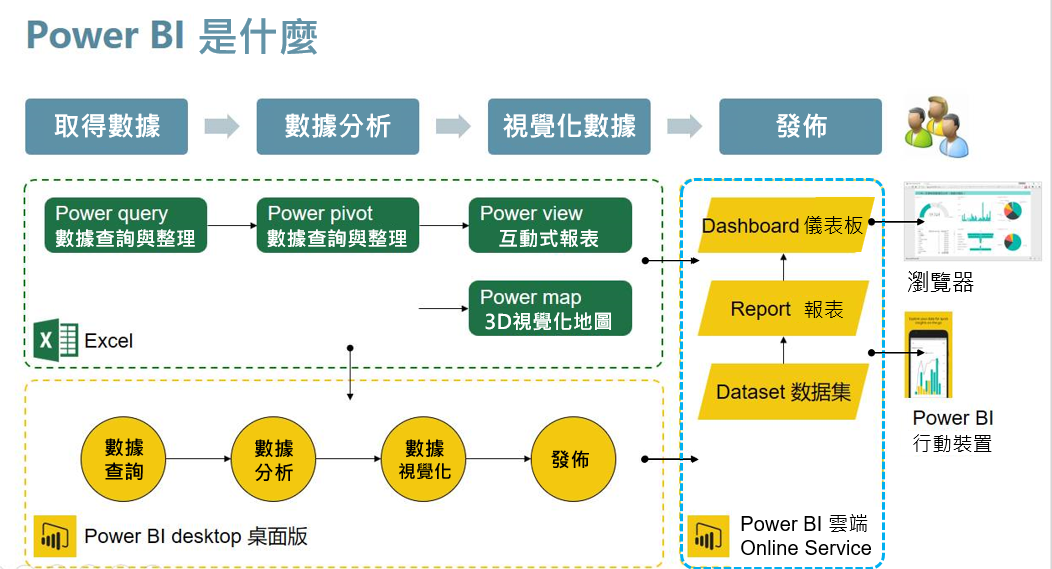 Power BI 是什麼
取得數據
數據分析
視覺化數據
發佈
Power query
數據查詢與整理
Power pivot
數據查詢與整理
Power view
互動式報表
Power map
3D視覺化地圖
Excel
數據
查詢
數據
分析
數據
視覺化
發佈
Power BI desktop 桌面版
Dashboard 儀表板
Report 報表
Dataset 数据集
Power BI 雲端
Online Service
瀏覽器
Power BI
行動裝置